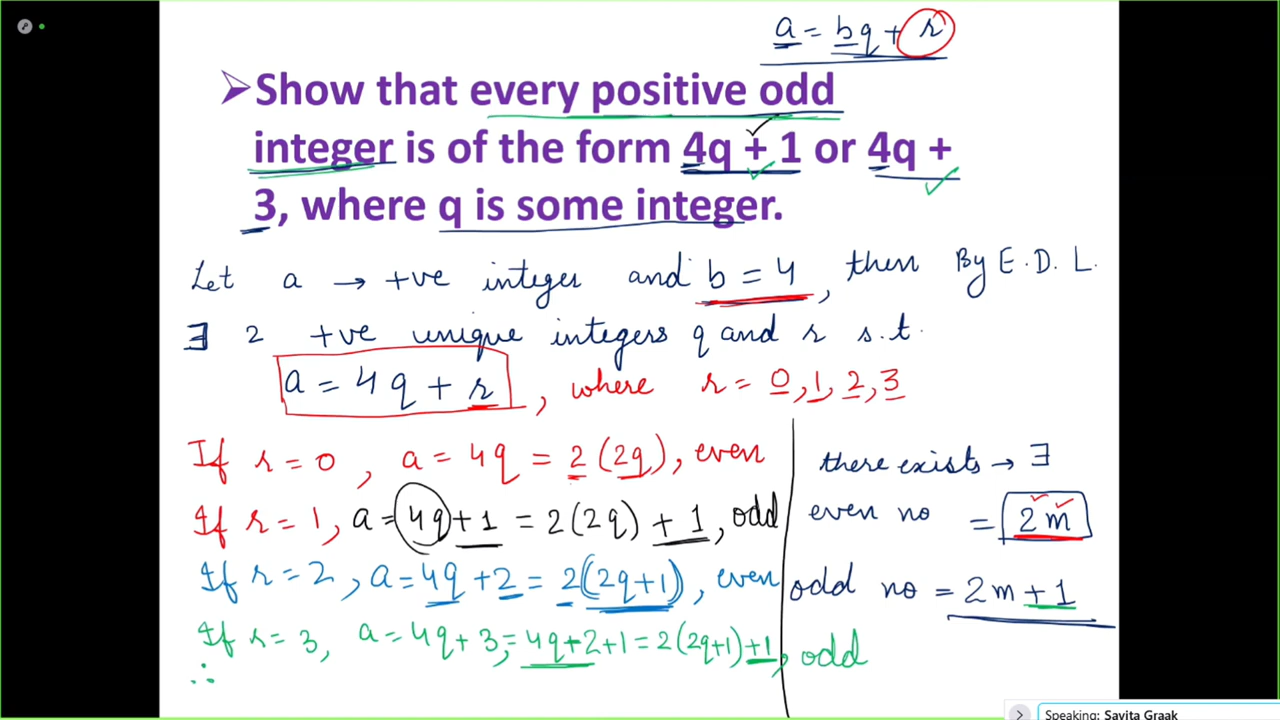 a = bq + r
➢Show that every positive odd
integer is of the form 4q + 1 or 4q +
3, where q is some integer.
Let a → +ve integer and b = 4, then By E.D.L.
∃ 2 +ve unique integers q and r s.t.
a = 4q + r, where r = 0, 1, 2, 3
If r = 0, a = 4q = 2(2q), even
If r = 1, a = 4q + 1 = 2(2q) + 1, odd
If r = 2, a = 4q + 2 = 2(2q+1), even
If r = 3, a = 4q + 3, = 4q + 2 + 1 = 2(2q+1) + 1, odd
∴
there exists → ∃
even no = 2m
odd no = 2m + 1
Speaking: Savita Graak